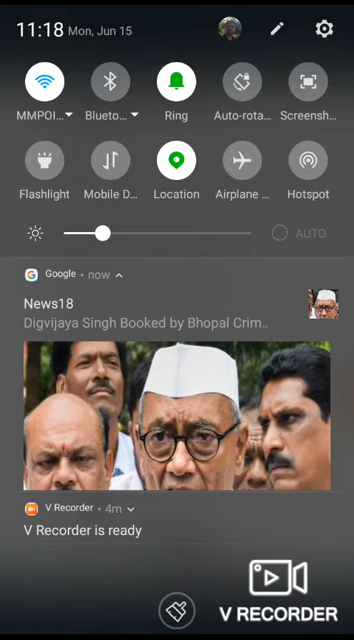 11:18 Mon, Jun 15
MMPOI... Blueto... Ring Auto-rota... Screensh...
Flashlight Mobile D... Location Airplane ... Hotspot
AUTO
Google • now
News18
Digvijaya Singh Booked by Bhopal Crim..
V Recorder • 4m
V Recorder is ready
V RECORDER